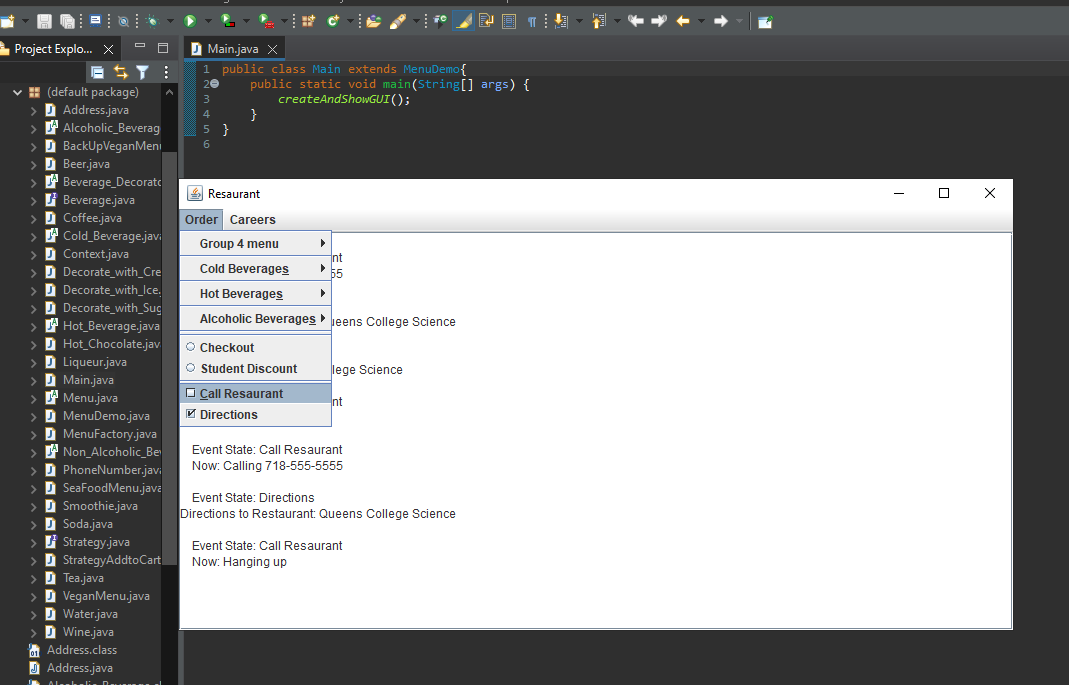 Project Explo...
Main.java
1 public class Main extends MenuDemo{
2 public static void main(String[] args) {
3 createAndShowGUI();
4 }
5 }
6
(default package)
Address.java
Alcoholic_Beverag
BackUpVeganMenu
Beer.java
Beverage_Decorato
Beverage.java
Coffee.java
Cold_Beverage.java
Context.java
Decorate_with_Cre
Decorate_with_Ice.
Decorate_with_Sug
Hot_Beverage.java
Hot_Chocolate.java
Liqueur.java
Main.java
Menu.java
MenuDemo.java
MenuFactory.java
Non_Alcoholic_Bev
PhoneNumber.java
SeaFoodMenu.java
Smoothie.java
Soda.java
Strategy.java
StrategyAddtoCart
Tea.java
VeganMenu.java
Water.java
Wine.java
Address.class
Address.java
Resaurant
Order Careers
Group 4 menu
Cold Beverages
Hot Beverages
Alcoholic Beverages
Checkout
Student Discount
Call Resaurant
Directions
nt
55
ueens College Science
lege Science
nt
Event State: Call Resaurant
Now: Calling 718-555-5555
Event State: Directions
Directions to Restaurant: Queens College Science
Event State: Call Resaurant
Now: Hanging up